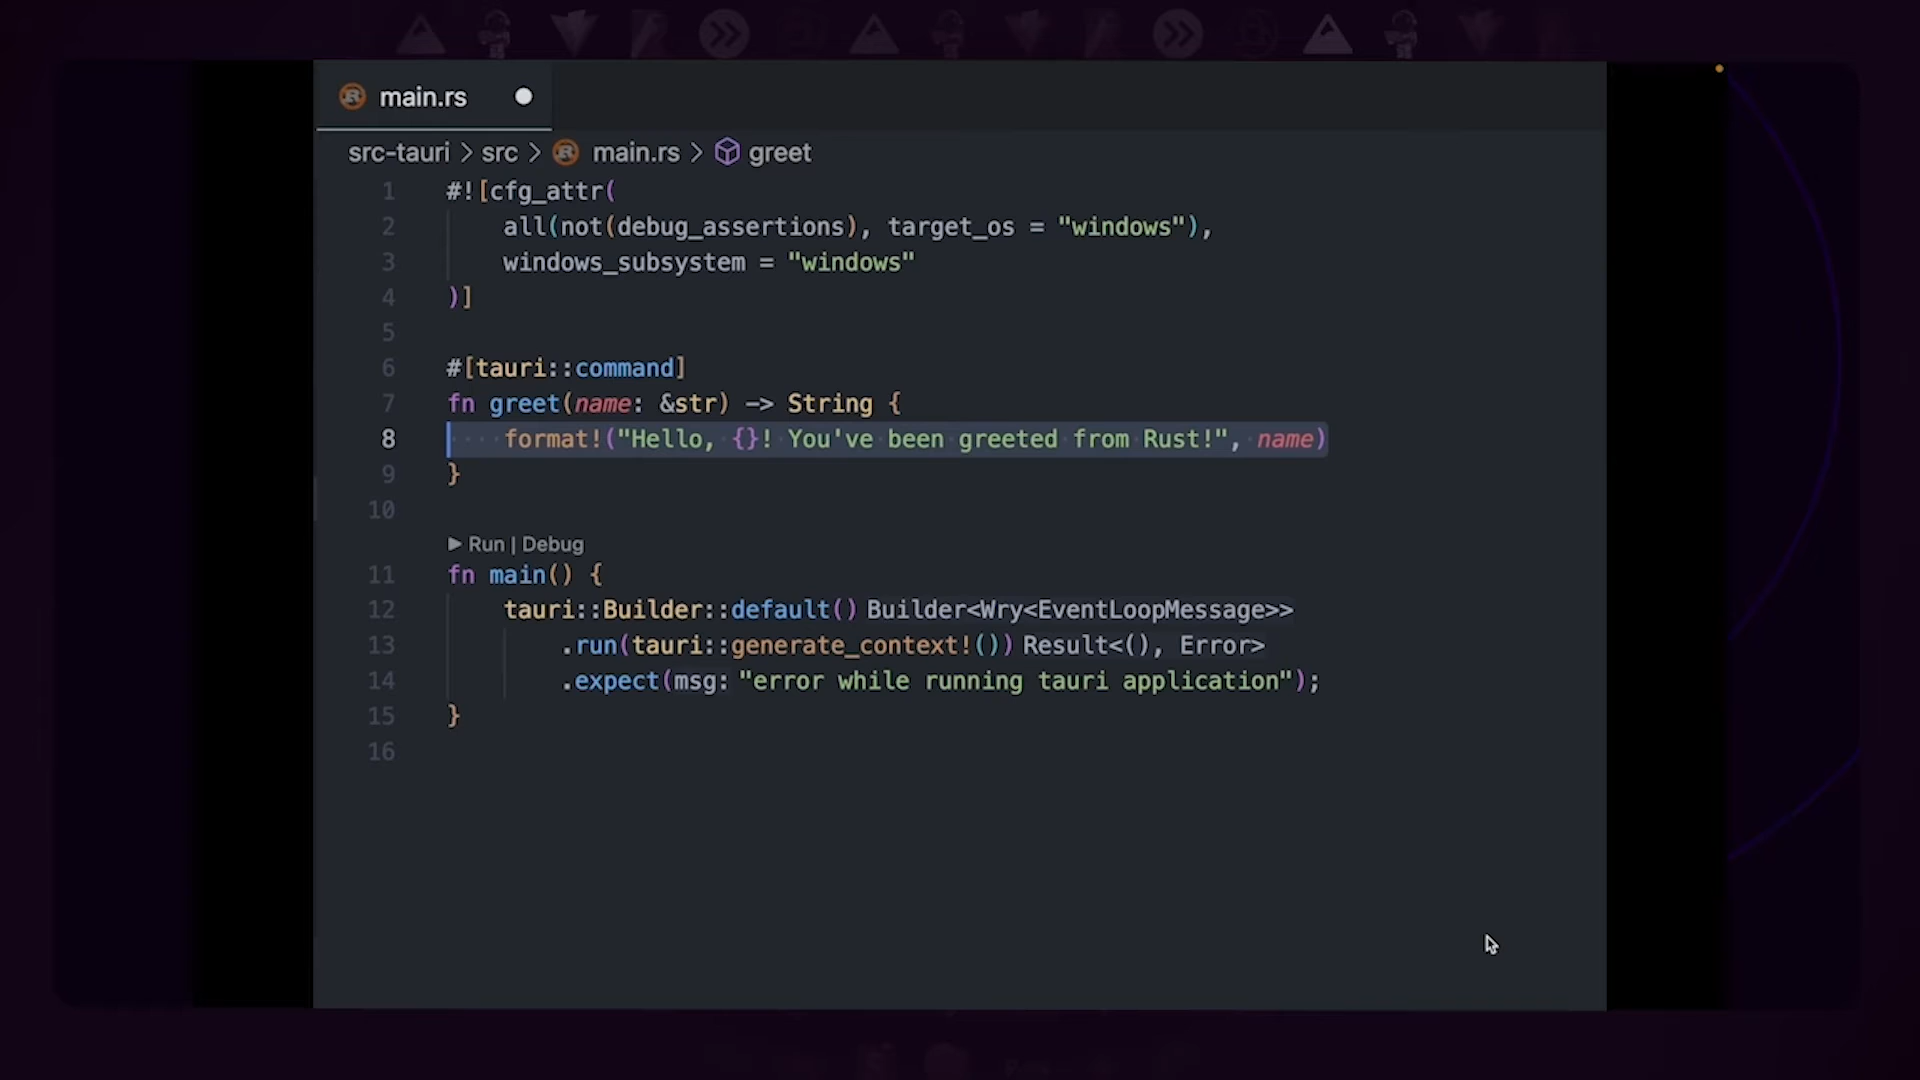 main.rs
src-tauri > src > main.rs > greet
1 #![cfg_attr(
2     all(not(debug_assertions), target_os = "windows"),
3     windows_subsystem = "windows"
4 )]
5
6 #[tauri::command]
7 fn greet(name: &str) -> String {
8     format!("Hello, {}! You've been greeted from Rust!", name)
9 }
10
Run | Debug
11 fn main() {
12     tauri::Builder::default() Builder<Wry<EventLoopMessage>>
13         .run(tauri::generate_context!()) Result<(), Error>
14         .expect(msg: "error while running tauri application");
15 }
16